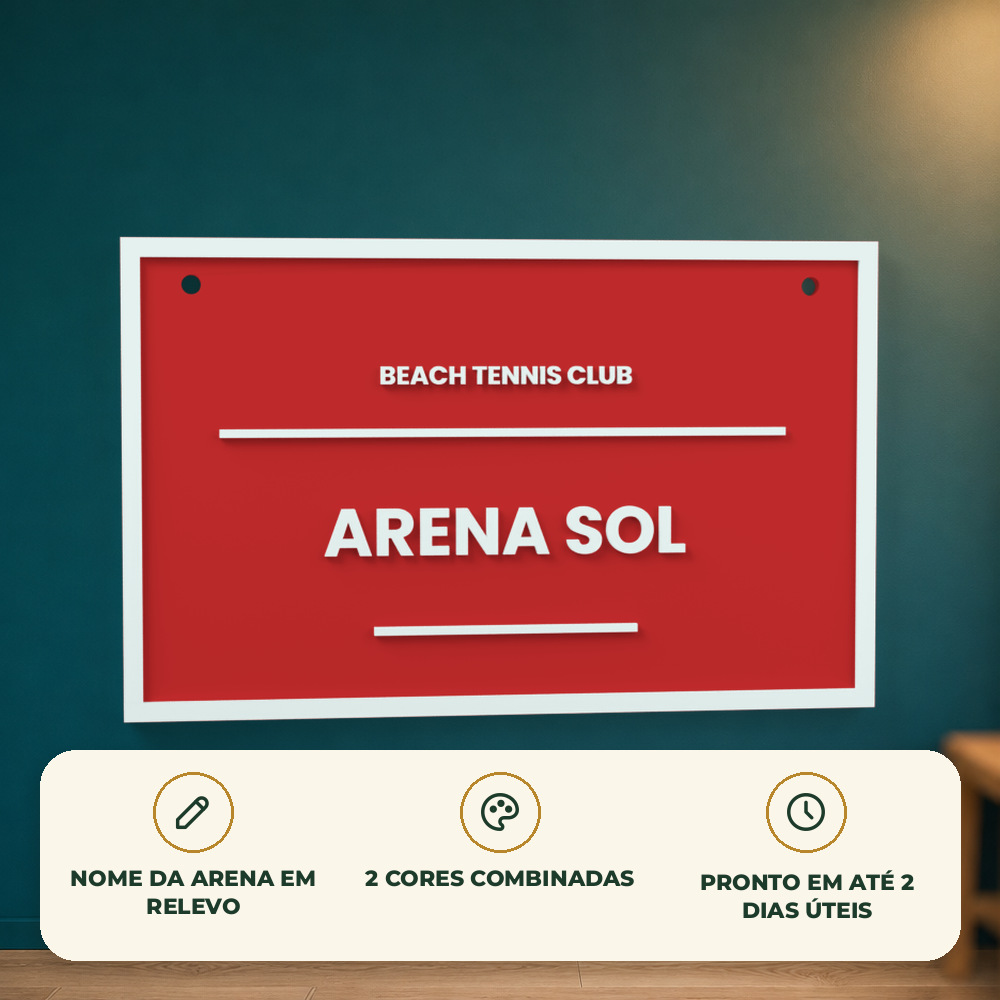 BEACH TENNIS CLUB
ARENA SOL
NOME DA ARENA EM
RELEVO
2 CORES COMBINADAS
PRONTO EM ATÉ 2
DIAS ÚTEIS